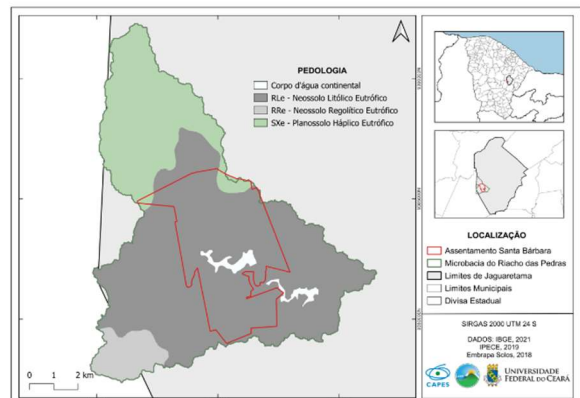 PEDOLOGIA
Corpo d'água continental
RLe - Neossolo Litólico Eutrófico
RRe - Neossolo Regolítico Eutrófico
SXe - Planossolo Háplico Eutrófico
0 1 2 km
LOCALIZAÇÃO
Assentamento Santa Bárbara
Microbacia do Riacho das Pedras
Limites de Jaguaretama
Limites Municipais
Divisa Estadual
SIRGAS 2000 UTM 24 S
DADOS: IBGE, 2021
IPECE, 2019
Embrapa Solos, 2018
CAPES
UNIVERSIDADE
FEDERAL DO CEARÁ